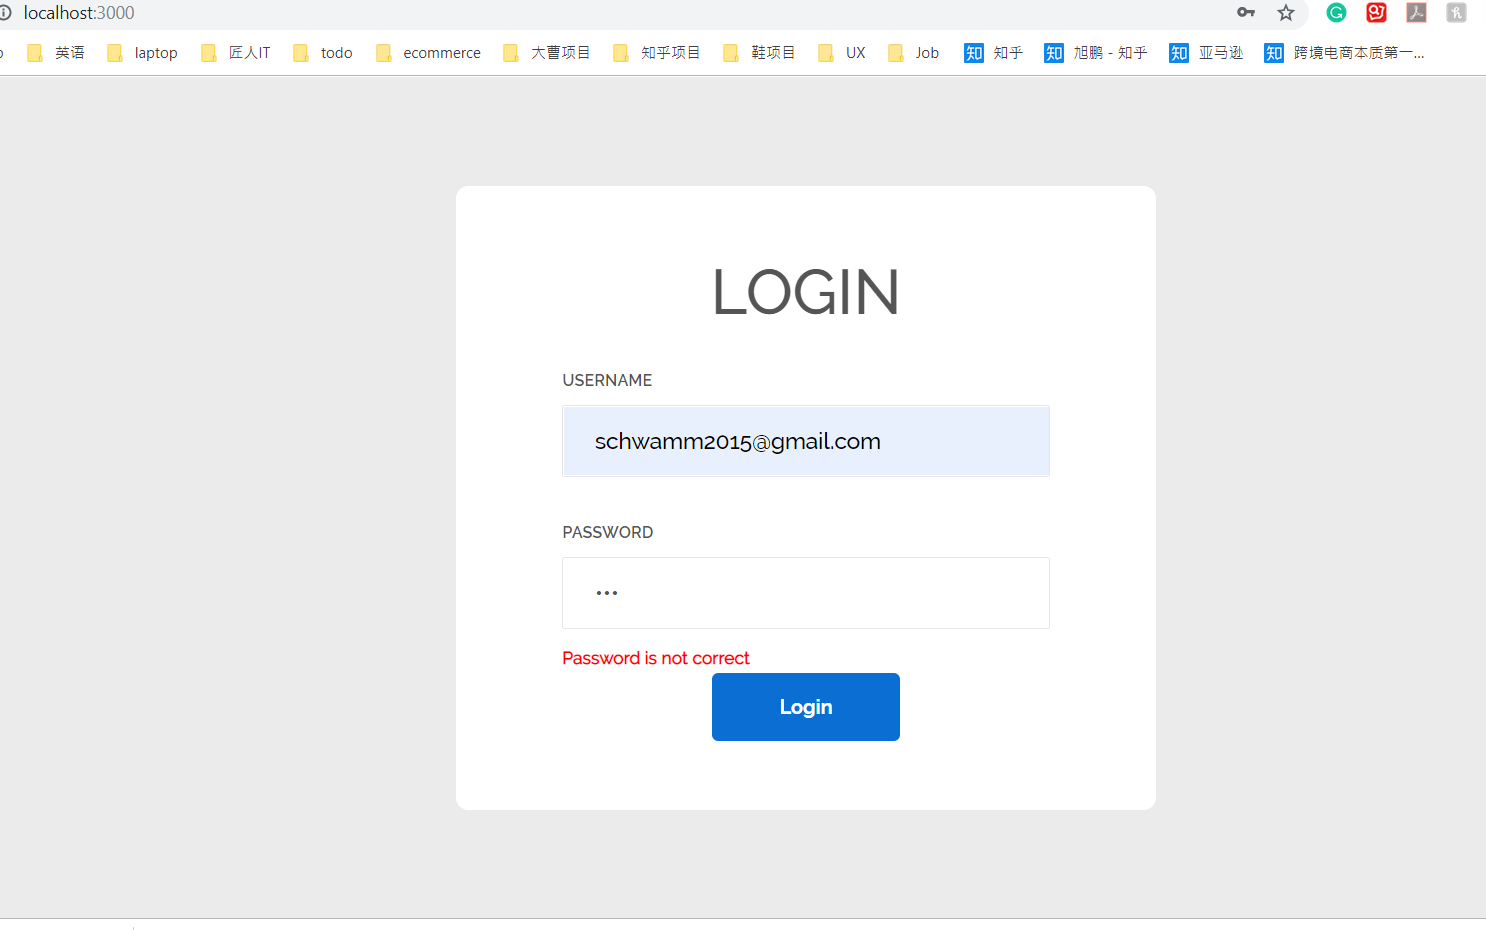 localhost:3000
英语 laptop 匠人IT todo ecommerce 大曹项目 知乎项目 鞋项目 UX Job 知 知乎 知 旭鹏 - 知乎 知 亚马逊 知 跨境电商本质第一...
LOGIN
USERNAME
schwamm2015@gmail.com
PASSWORD
•••
Password is not correct
Login